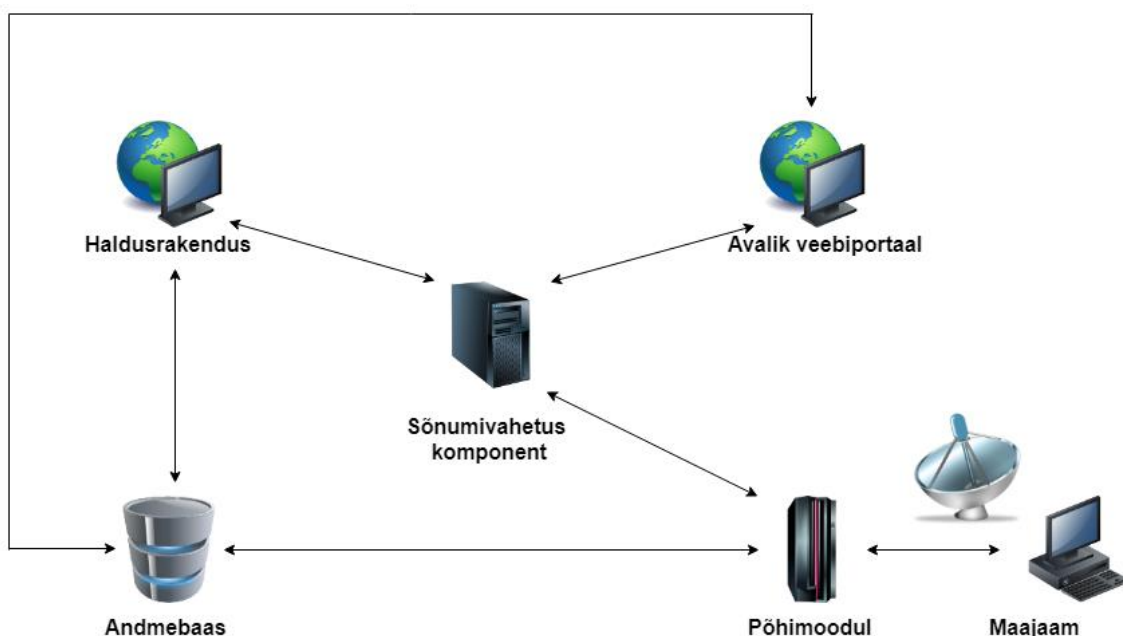 Haldusrakendus
Avalik veebiportaal
Sõnumivahetus
komponent
Andmebaas
Põhimoodul
Maajaam